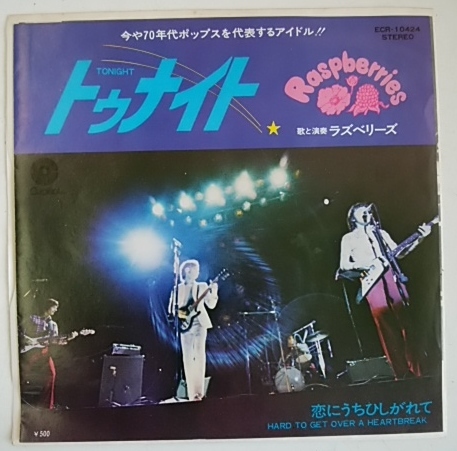 今や70年代ポップスを代表するアイドル!!
ECR-10424
STEREO
TONIGHT
トゥナイト
Raspberries
歌と演奏 ラズベリーズ
Capitol
恋にうちひしがれて
HARD TO GET OVER A HEARTBREAK
￥500